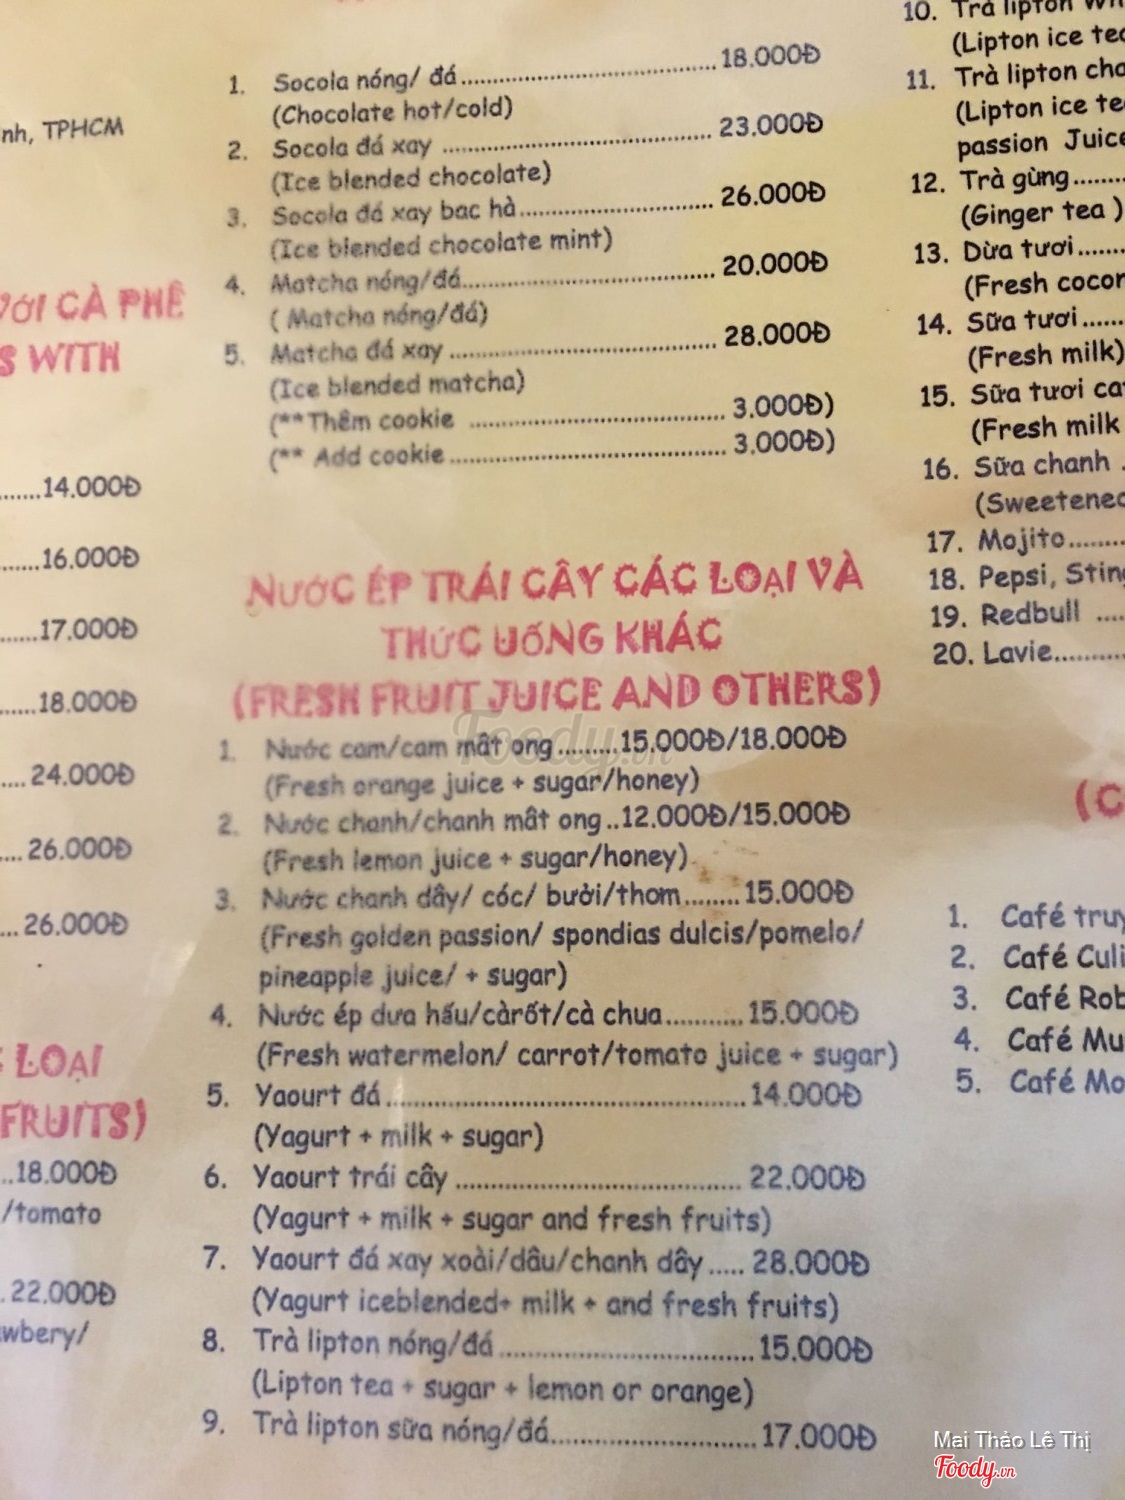 nh, TPHCM
VỚI CÀ PHÊ
S WITH
.......14.000Đ
......16.000Đ
......17.000Đ
......18.000Đ
.... 24.000Đ
.... 26.000Đ
... 26.000Đ
LOẠI
FRUITS)
..18.000Đ
/tomato
. 22.000Đ
wbery/
1. Socola nóng/ đá.................................18.000Đ
(Chocolate hot/cold)
2. Socola đá xay .................................... 23.000Đ
(Ice blended chocolate)
3. Socola đá xay bac hà......................... 26.000Đ
(Ice blended chocolate mint)
4. Matcha nóng/đá................................. 20.000Đ
( Matcha nóng/đá)
5. Matcha đá xay ................................... 28.000Đ
(Ice blended matcha)
(**Thêm cookie ................................. 3.000Đ)
(** Add cookie ................................... 3.000Đ)
NƯỚC ÉP TRÁI CÂY CÁC LOẠI VÀ
THỨC UỐNG KHÁC
(FRESH FRUIT JUICE AND OTHERS)
1. Nước cam/cam mât ong .........15.000Đ/18.000Đ
(Fresh orange juice + sugar/honey)
2. Nước chanh/chanh mât ong..12.000Đ/15.000Đ
(Fresh lemon juice + sugar/honey)
3. Nước chanh dây/ cóc/ bưởi/thom........15.000Đ
(Fresh golden passion/ spondias dulcis/pomelo/
pineapple juice/ + sugar)
4. Nước ép dưa hấu/càrốt/cà chua...........15.000Đ
(Fresh watermelon/ carrot/tomato juice + sugar)
5. Yaourt đá................................................14.000Đ
(Yagurt + milk + sugar)
6. Yaourt trái cây ...................................... 22.000Đ
(Yagurt + milk + sugar and fresh fruits)
7. Yaourt đá xay xoài/dâu/chanh dây ..... 28.000Đ
(Yagurt iceblended+ milk + and fresh fruits)
8. Trà lipton nóng/đá...................................15.000Đ
(Lipton tea + sugar + lemon or orange)
9. Trà lipton sữa nóng/đá............................17.000Đ
10. Trà lipton
(Lipton ice tea
11. Trà lipton
(Lipton ice
passion Juice
12. Trà gừng.......
(Ginger tea )
13. Dừa tươi......
(Fresh
14. Sữa tươi......
(Fresh milk)
15. Sữa tươi
(Fresh milk
16. Sữa chanh .
17. Mojito.......
18. Pepsi, Sting
19. Redbull ....
20. Lavie.........
(C
1. Café
2. Café
3. Café
4. Café
5. Café
Foody.vn
Mai Thảo Lê Thị
Foody.vn